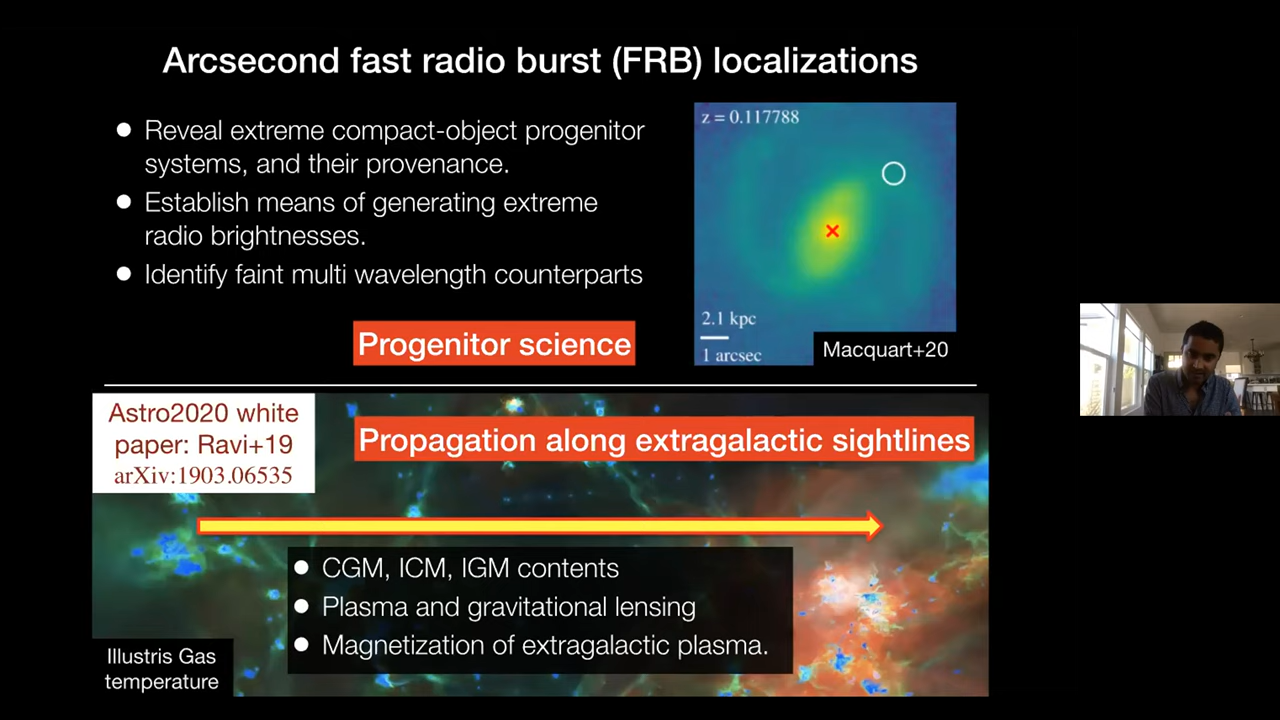 Arcsecond fast radio burst (FRB) localizations
● Reveal extreme compact-object progenitor
systems, and their provenance.
● Establish means of generating extreme
radio brightnesses.
● Identify faint multi wavelength counterparts
Progenitor science
z = 0.117788
2.1 kpc
1 arcsec
Macquart+20
Astro2020 white
paper: Ravi+19
arXiv:1903.06535
Propagation along extragalactic sightlines
● CGM, ICM, IGM contents
● Plasma and gravitational lensing
● Magnetization of extragalactic plasma.
Illustris Gas
temperature